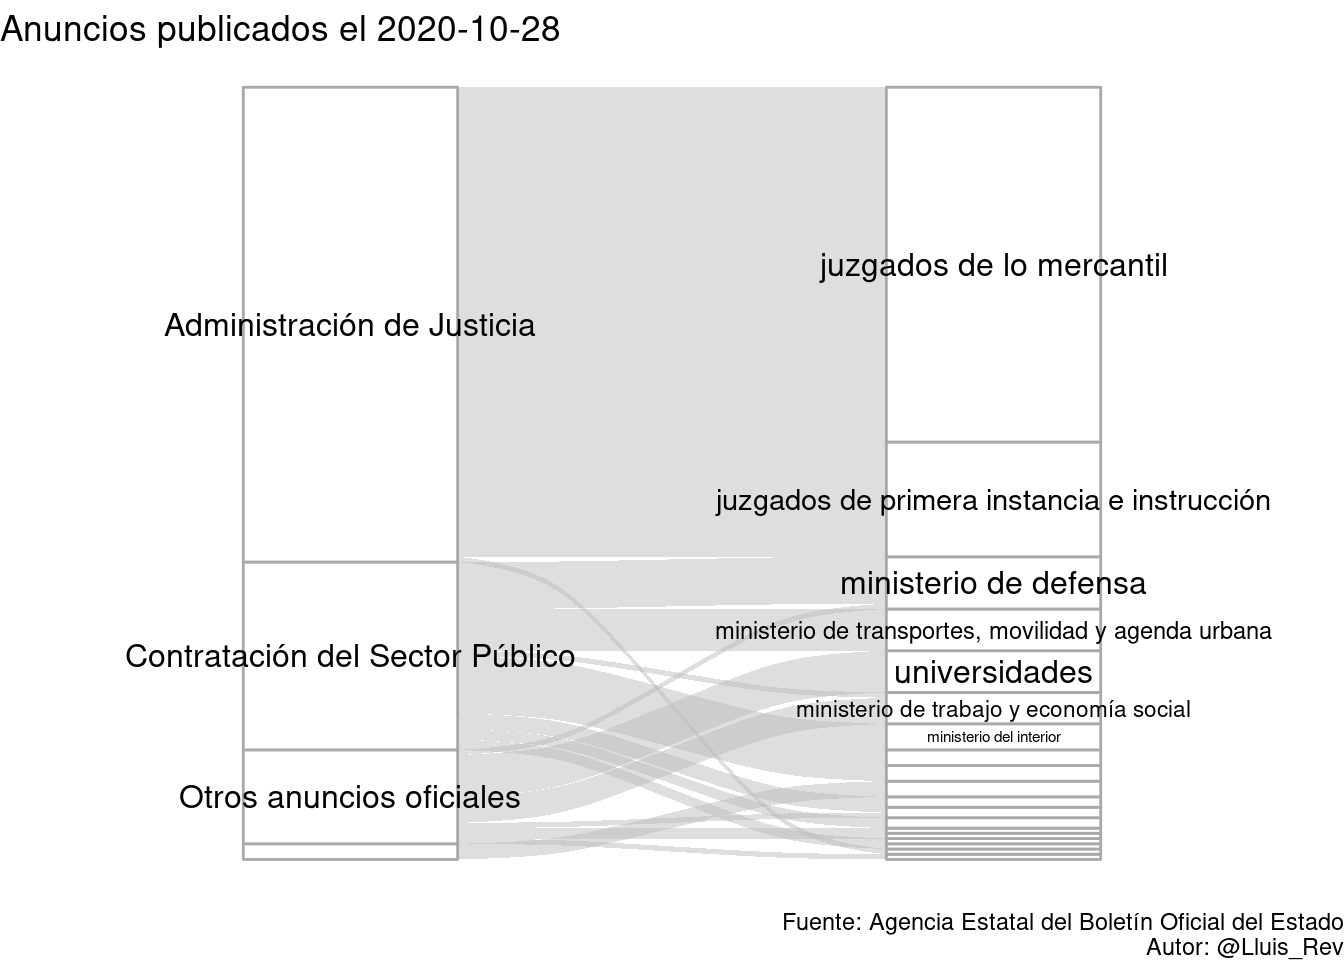 Anuncios publicados el 2020-10-28
juzgados de lo mercantil
Administración de Justicia
juzgados de primera instancia e instrucción
ministerio de defensa
ministerio de transportes, movilidad y agenda urbana
Contratación del Sector Público
universidades
ministerio de trabajo y economía social
ministerio del interior
Otros anuncios oficiales
Fuente: Agencia Estatal del Boletín Oficial del Estado
Autor: @Lluis_Rev